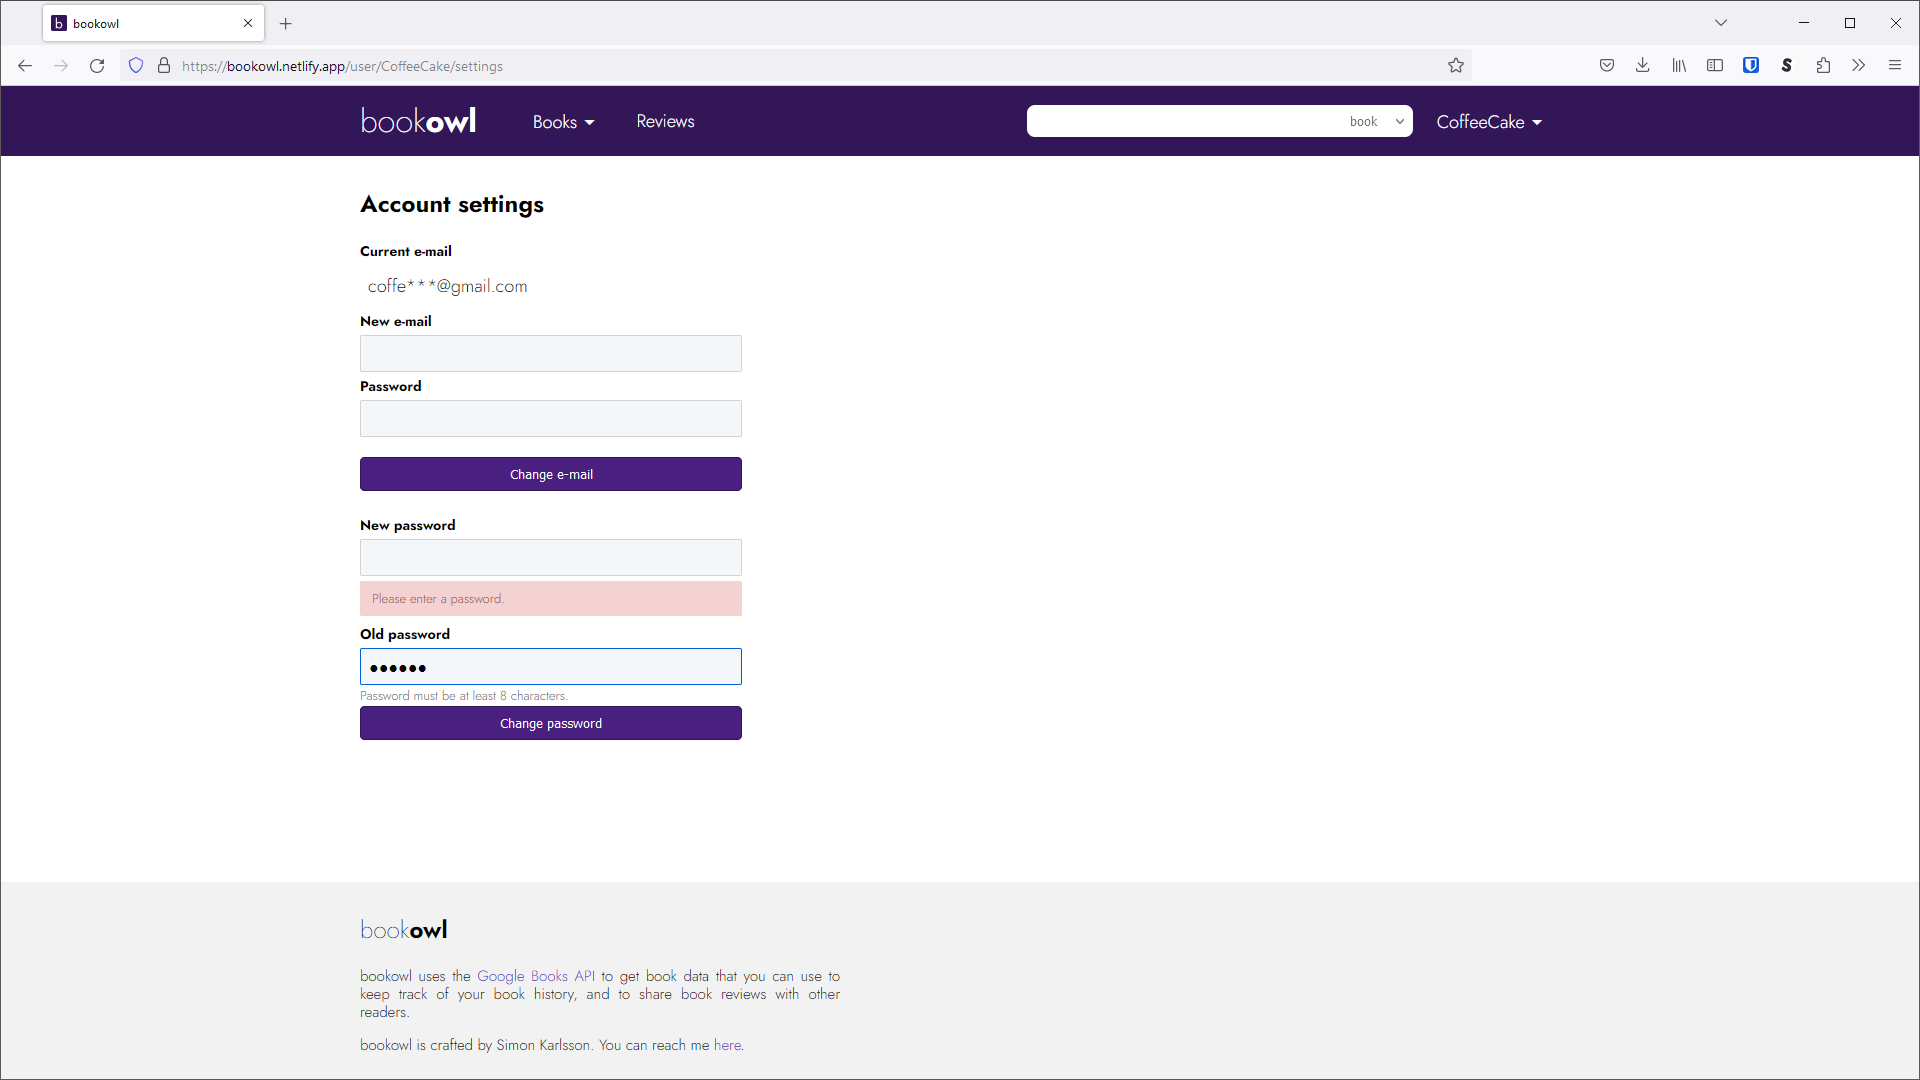 bookowl
https://bookowl.netlify.app/user/CoffeeCake/settings
bookowl
Books
Reviews
book
CoffeeCake
Account settings
Current e-mail
coffe***@gmail.com
New e-mail
Password
Change e-mail
New password
Please enter a password.
Old password
●●●●●●
Password must be at least 8 characters.
Change password
bookowl
bookowl uses the Google Books API to get book data that you can use to
keep track of your book history, and to share book reviews with other
readers.
bookowl is crafted by Simon Karlsson. You can reach me here.